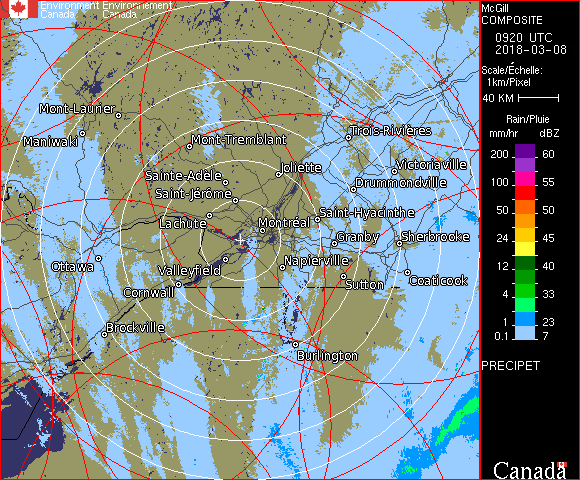 Environment Environnement
Canada Canada
McGill
COMPOSITE
0920 UTC
2018-03-08
Scale/Échelle:
1km/Pixel
40 KM
Rain/Pluie
mm/hr dBZ
200 60
100 55
50 50
24 45
12 40
4 33
1 23
0.1 7
PRECIPET
Canada
Mont-Laurier
Maniwaki
Mont-Tremblant
Trois-Rivières
Joliette
Victoriaville
Sainte-Adèle
Drummondville
Saint-Jérôme
Lachute
Saint-Hyacinthe
Montréal
Granby
Sherbrooke
Ottawa
Valleyfield
Napierville
Coaticook
Cornwall
Sutton
Brockville
Burlington